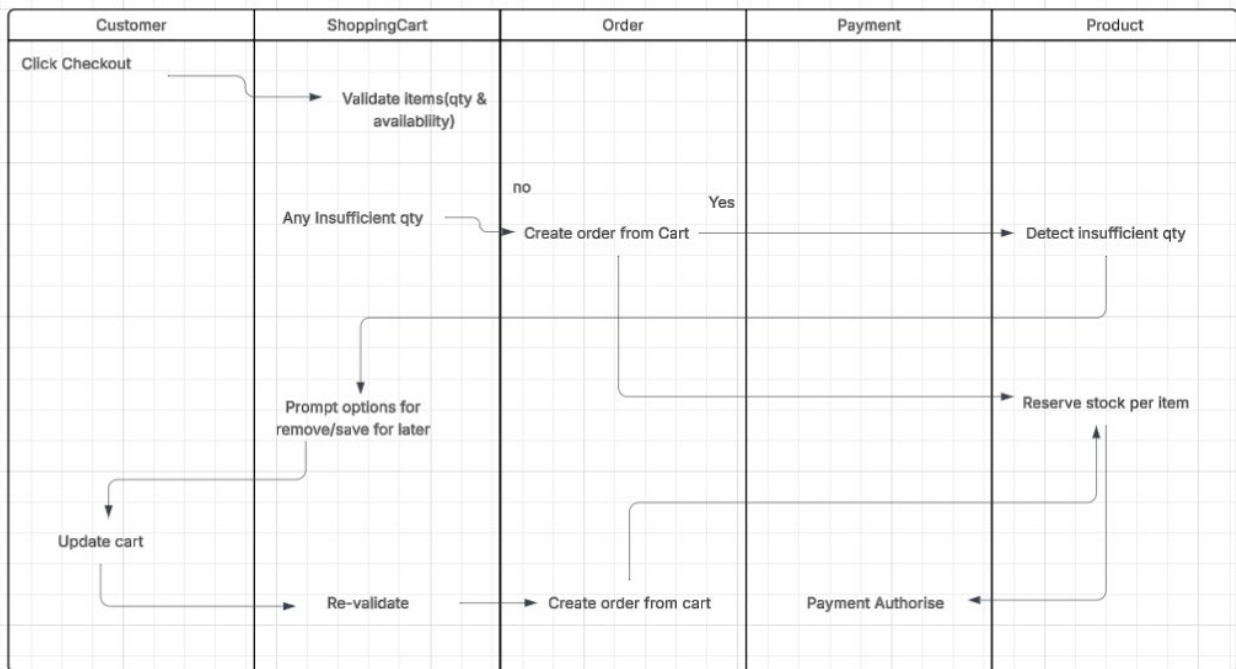 Customer
ShoppingCart
Order
Payment
Product
Click Checkout
Validate items(qty &
availability)
no
Yes
Any Insufficient qty
Create order from Cart
Detect insufficient qty
Prompt options for
remove/save for later
Reserve stock per item
Update cart
Re-validate
Create order from cart
Payment Authorise